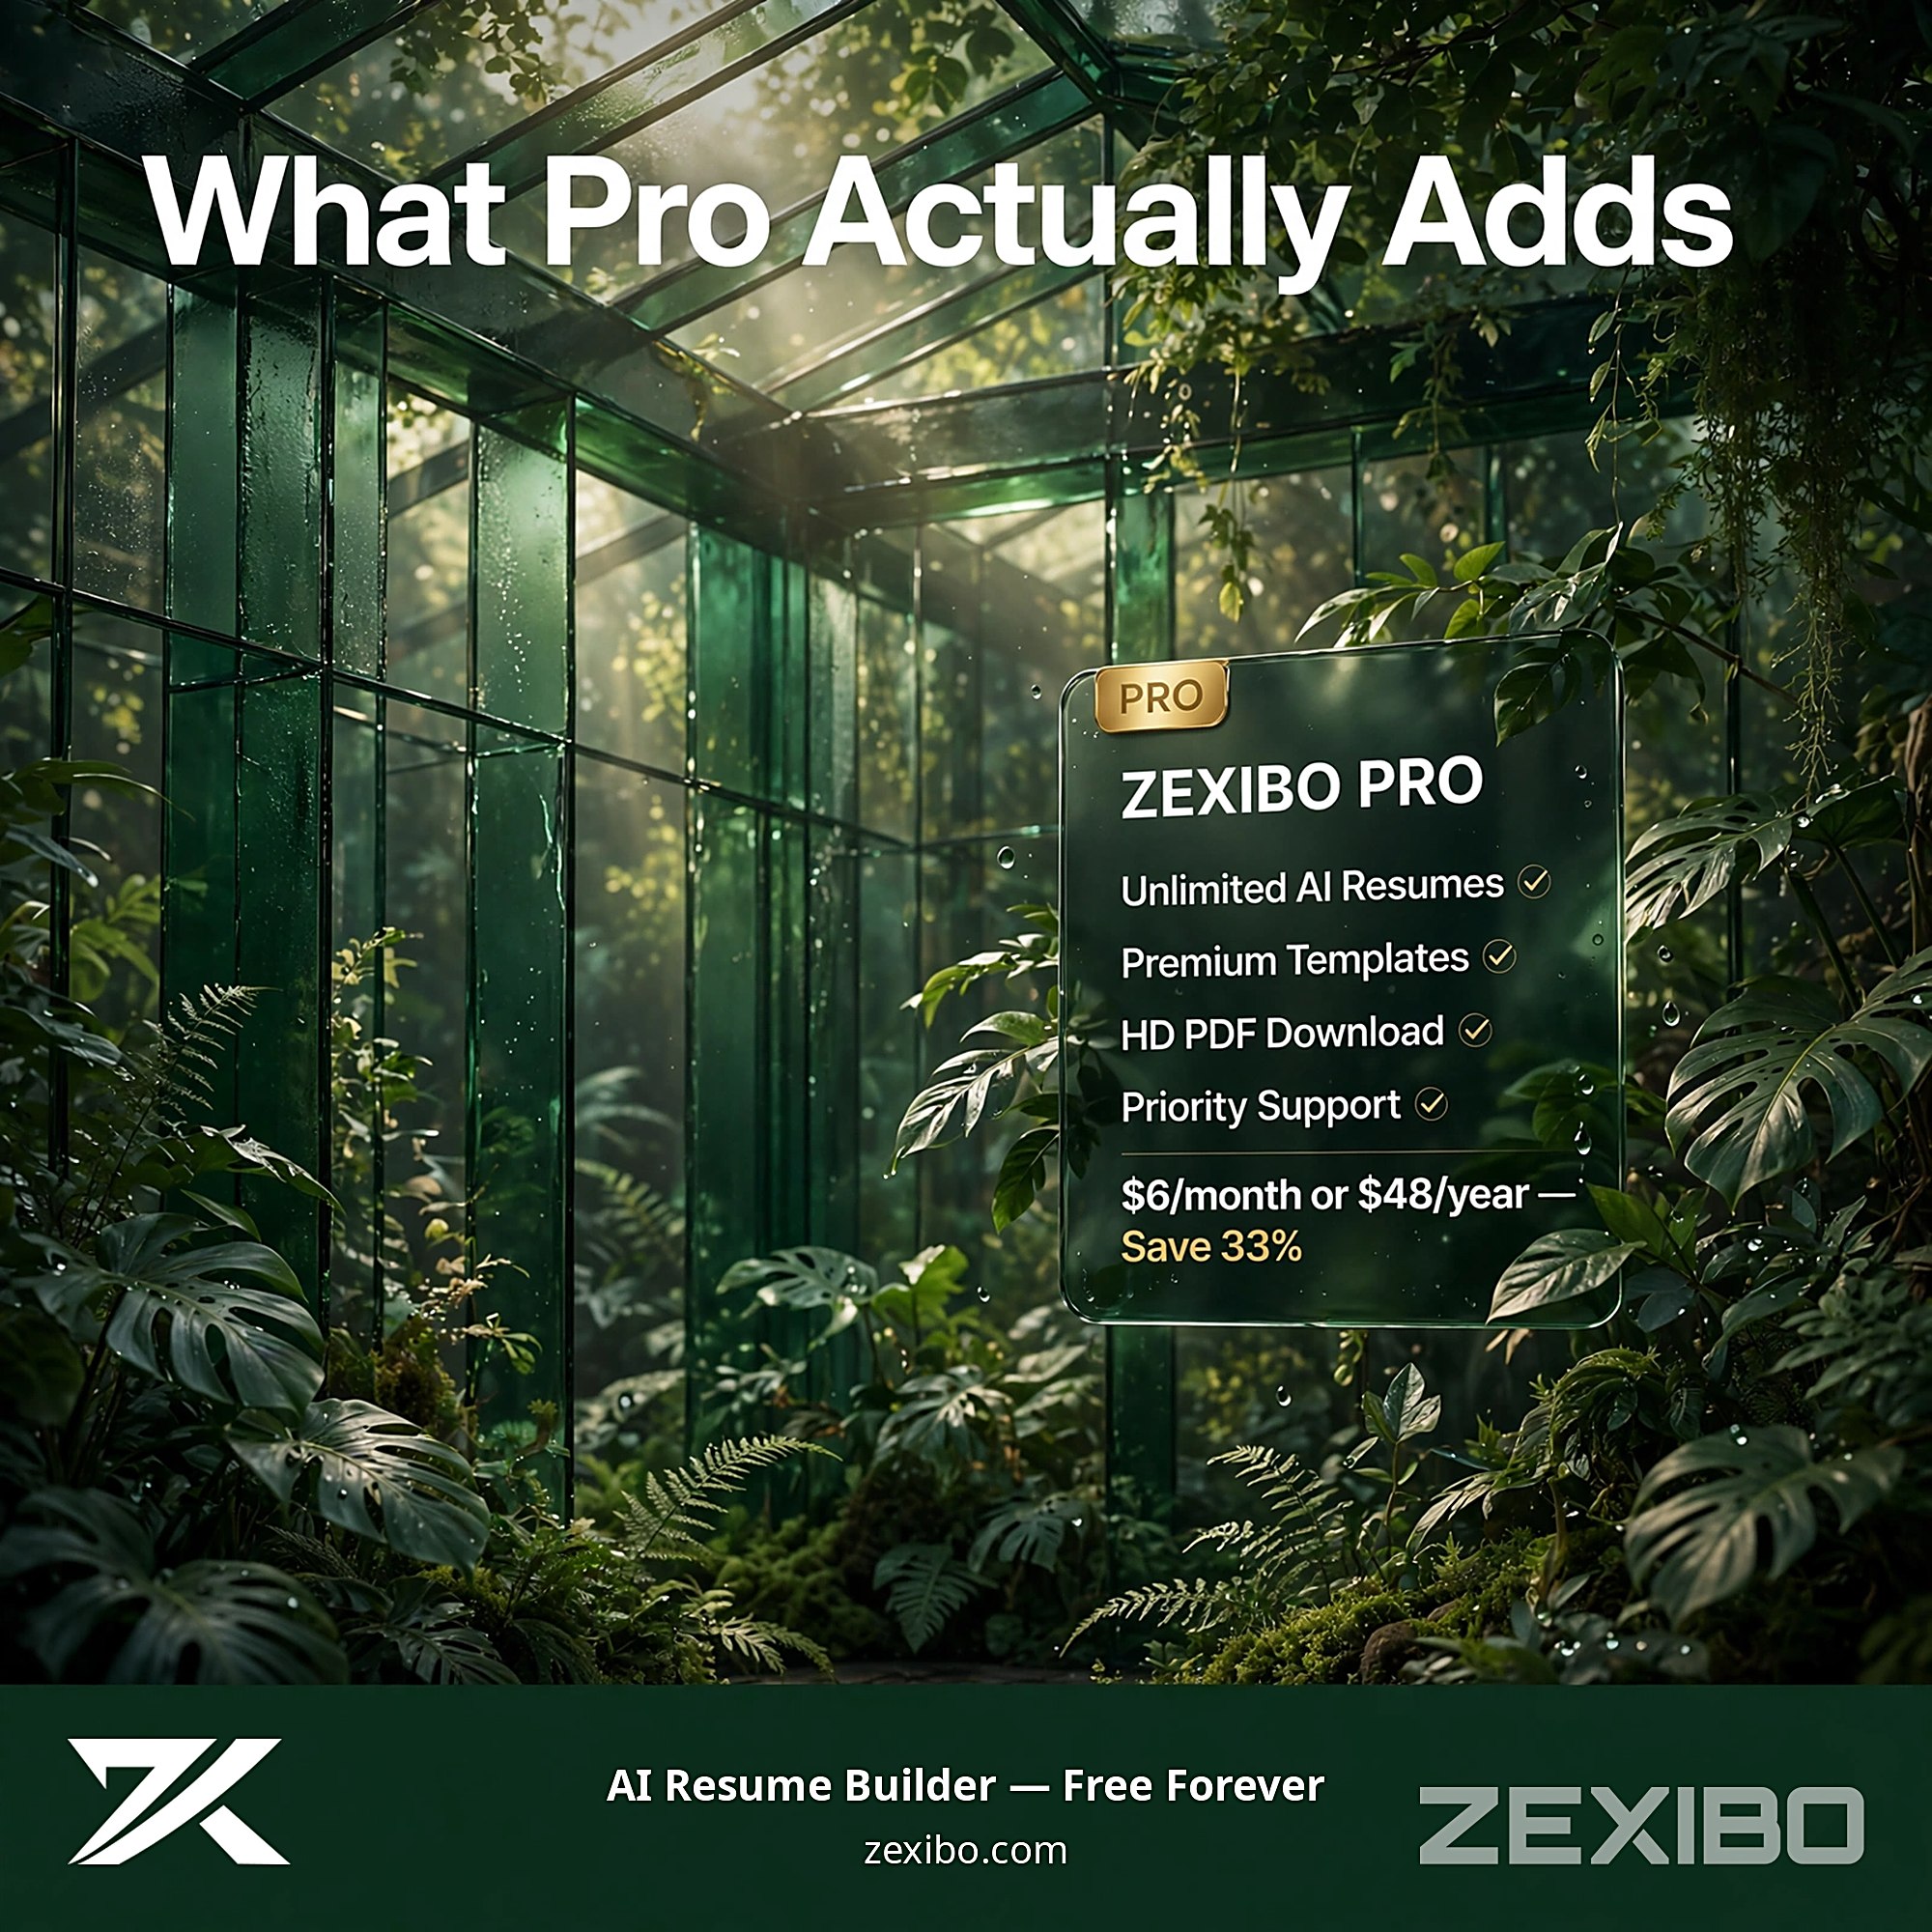 What Pro Actually Adds
PRO
ZEXIBO PRO
Unlimited AI Resumes
Premium Templates
HD PDF Download
Priority Support
$6/month or $48/year —
Save 33%
AI Resume Builder — Free Forever
zexibo.com
ZEXIBO